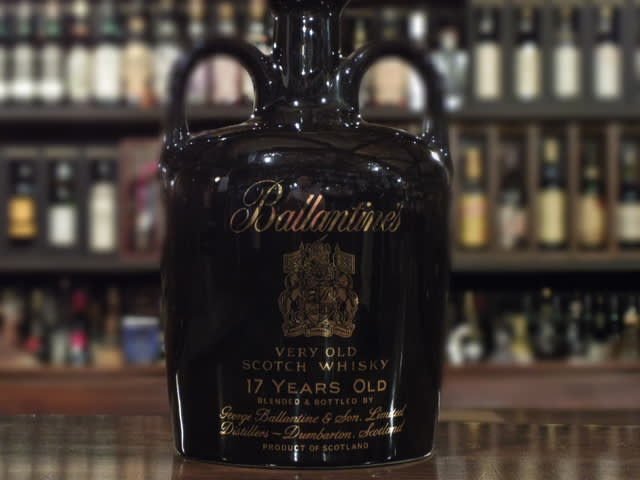 Ballantine's
VERY OLD
SCOTCH WHISKY
17 YEARS OLD
BLENDED & BOTTLED BY
George Ballantine & Son, Limited
Distillers — Dumbarton, Scotland
PRODUCT OF SCOTLAND